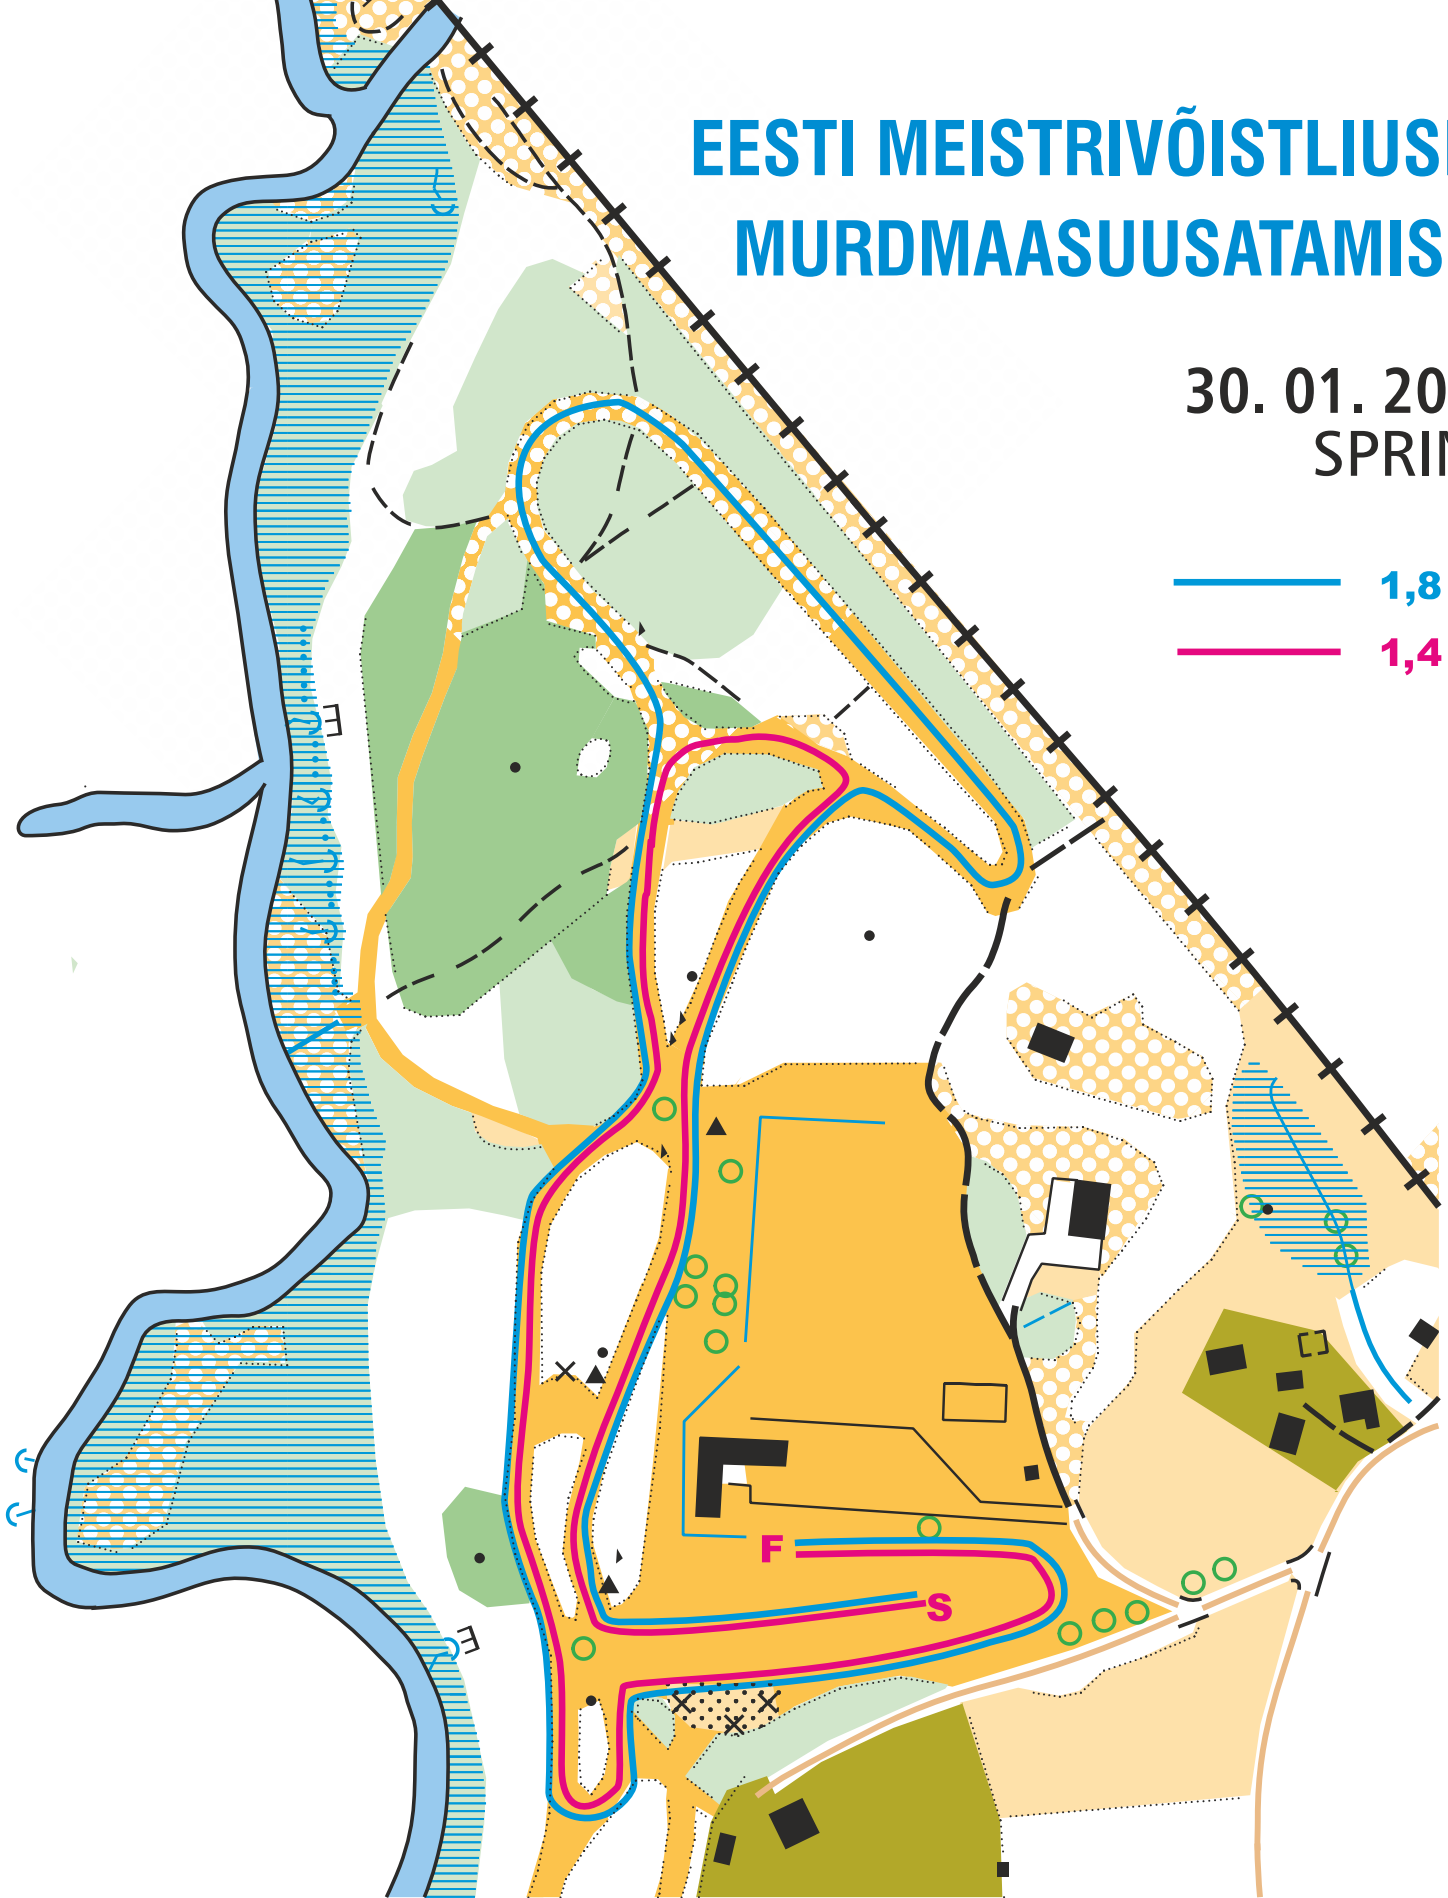 EESTI MEISTRIVÕISTLIUS
MURDMAASUUSATAMIS
30. 01. 20
SPRI
1,8
1,4
F
S